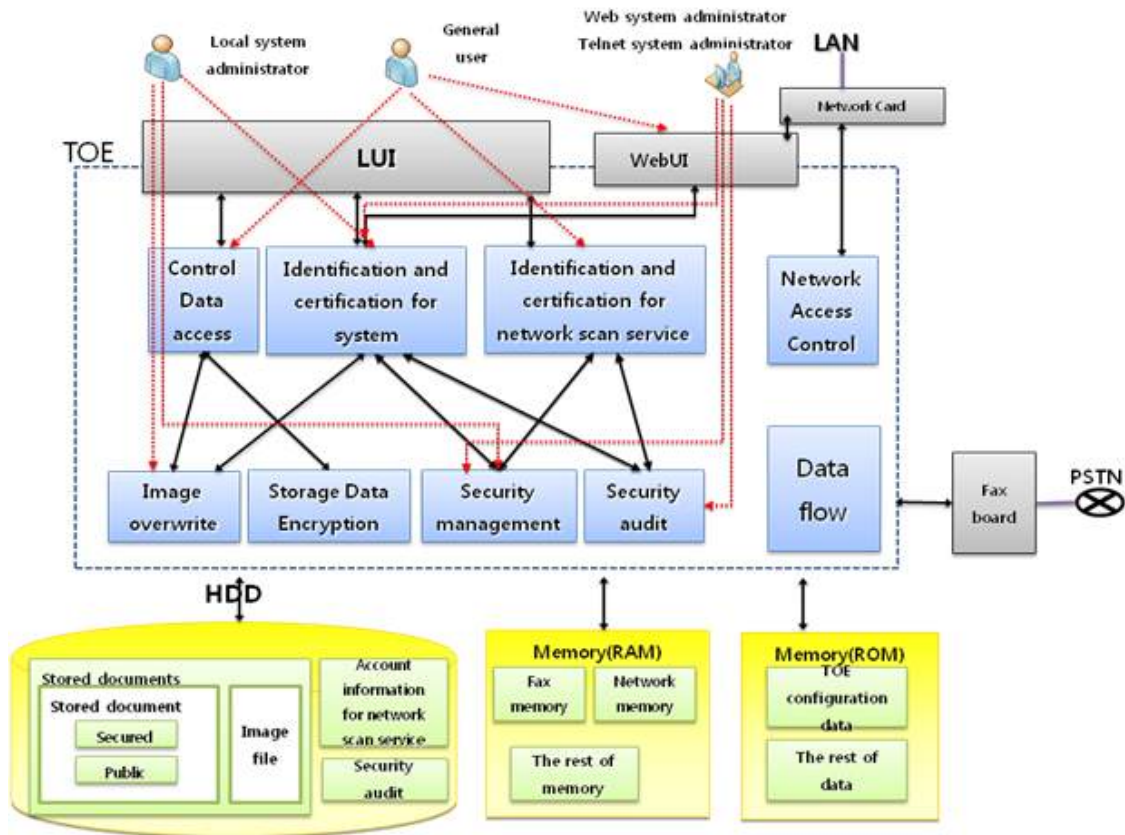 Local system
administrator
General
user
Web system administrator
Telnet system administrator
LAN
Network Card
TOE
LUI
WebUI
Control
Data
access
Identification and
certification for
system
Identification and
certification for
network scan service
Network
Access
Control
Image
overwrite
Storage Data
Encryption
Security
management
Security
audit
Data
flow
Fax
board
PSTN
HDD
Stored documents
Stored document
Secured
Public
Image
file
Account
information
for network
scan service
Security
audit
Memory(RAM)
Fax
memory
Network
memory
The rest of
memory
Memory(ROM)
TOE
configuration
data
The rest of
data